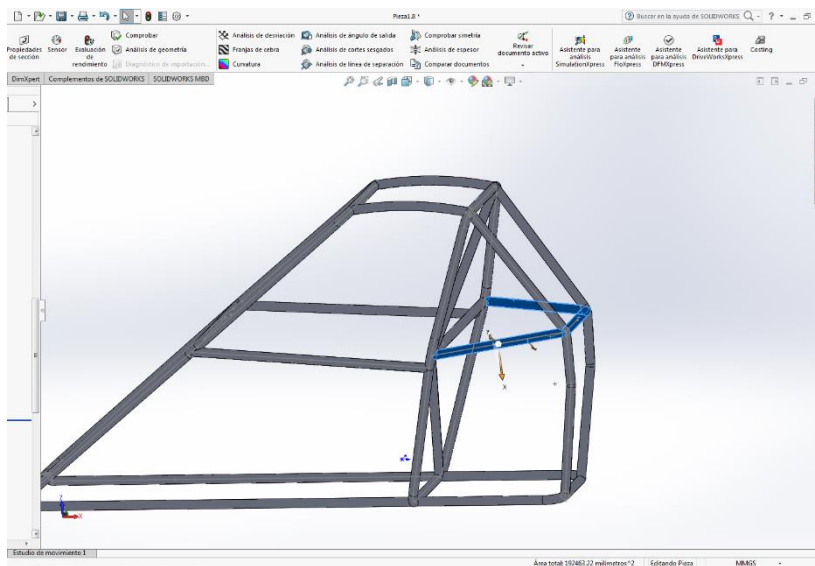 Pieza1.8 *
Buscar en la ayuda de SOLIDWORKS
Propiedades de sección
Sensor
Evaluación de rendimiento
Comprobar
Análisis de geometría
Diagnóstico de importación...
Análisis de desviación
Franjas de cebra
Curvatura
Análisis de ángulo de salida
Análisis de cortes sesgados
Análisis de línea de separación
Comprobar simetría
Análisis de espesor
Comparar documentos
Revisar documento activo
Asistente para análisis SimulationXpress
Asistente para análisis FloXpress
Asistente para análisis DFMXpress
Asistente para DriveWorksXpress
Costing
DimXpert
Complementos de SOLIDWORKS
SOLIDWORKS MBD
X
Z
X
Estudio de movimiento 1
Área total: 192463.22 milímetros^2
Editando Pieza
MMGS